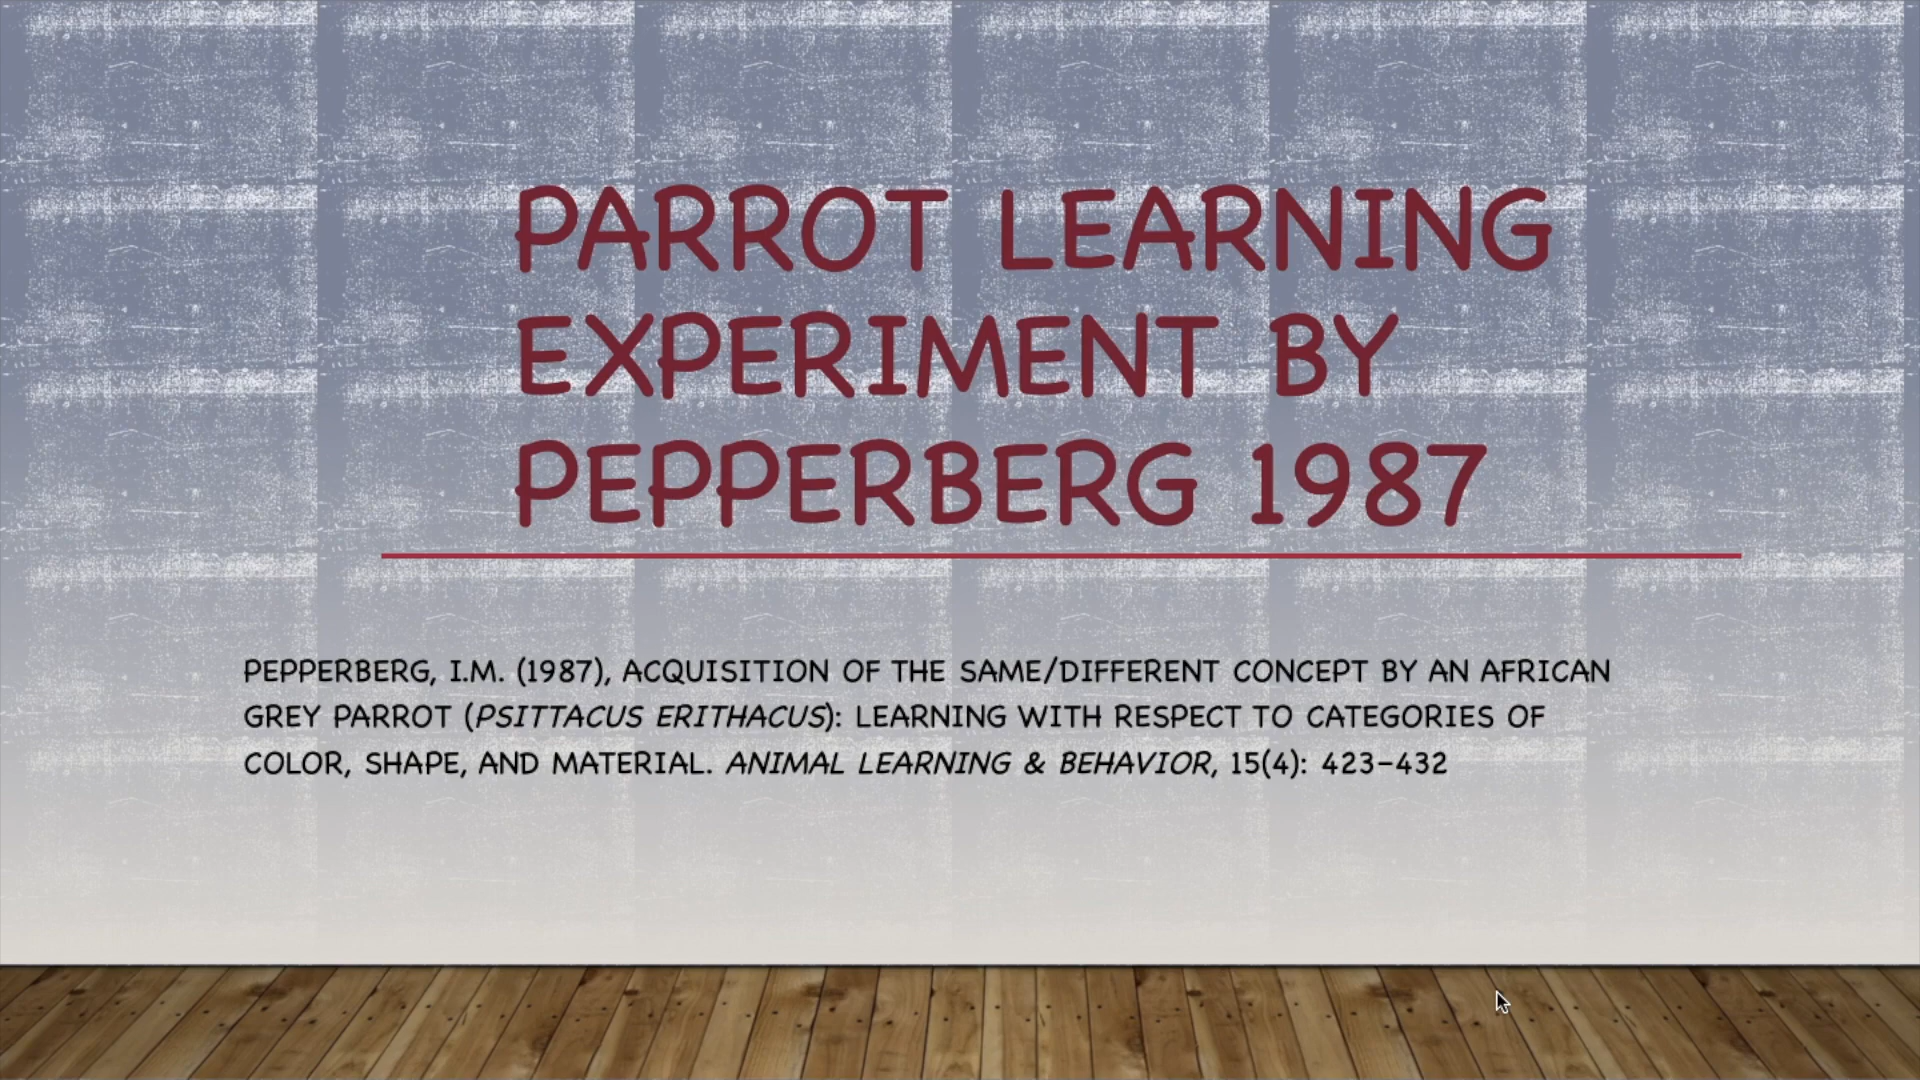 PARROT LEARNING
EXPERIMENT BY
PEPPERBERG 1987
PEPPERBERG, I.M. (1987), ACQUISITION OF THE SAME/DIFFERENT CONCEPT BY AN AFRICAN
GREY PARROT (PSITTACUS ERITHACUS): LEARNING WITH RESPECT TO CATEGORIES OF
COLOR, SHAPE, AND MATERIAL. ANIMAL LEARNING & BEHAVIOR, 15(4): 423–432